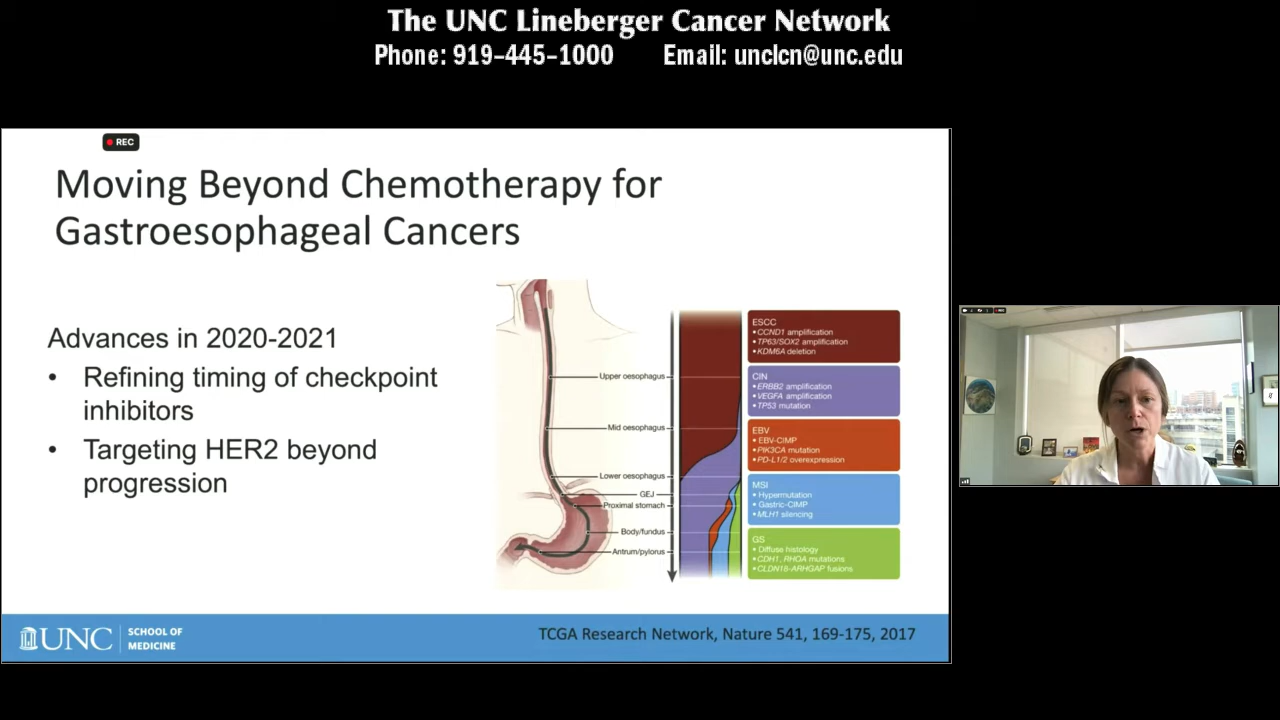 The UNC Lineberger Cancer Network
Phone: 919-445-1000 Email: unclcn@unc.edu
REC
Moving Beyond Chemotherapy for
Gastroesophageal Cancers
Advances in 2020-2021
• Refining timing of checkpoint
inhibitors
• Targeting HER2 beyond
progression
Upper oesophagus
Mid oesophagus
Lower oesophagus
GEJ
Proximal stomach
Body/fundus
Antrum/pylorus
ESCC
• CCND1 amplification
• TP63/SOX2 amplification
• KDM6A deletion
CIN
• ERBB2 amplification
• VEGFA amplification
• TP53 mutation
EBV
• EBV-CIMP
• PIK3CA mutation
• PD-L1/2 overexpression
MSI
• Hypermutation
• Gastric-CIMP
• MLH1 silencing
GS
• Diffuse histology
• CDH1, RHOA mutations
• CLDN18-ARHGAP fusions
UNC
SCHOOL OF
MEDICINE
TCGA Research Network, Nature 541, 169-175, 2017